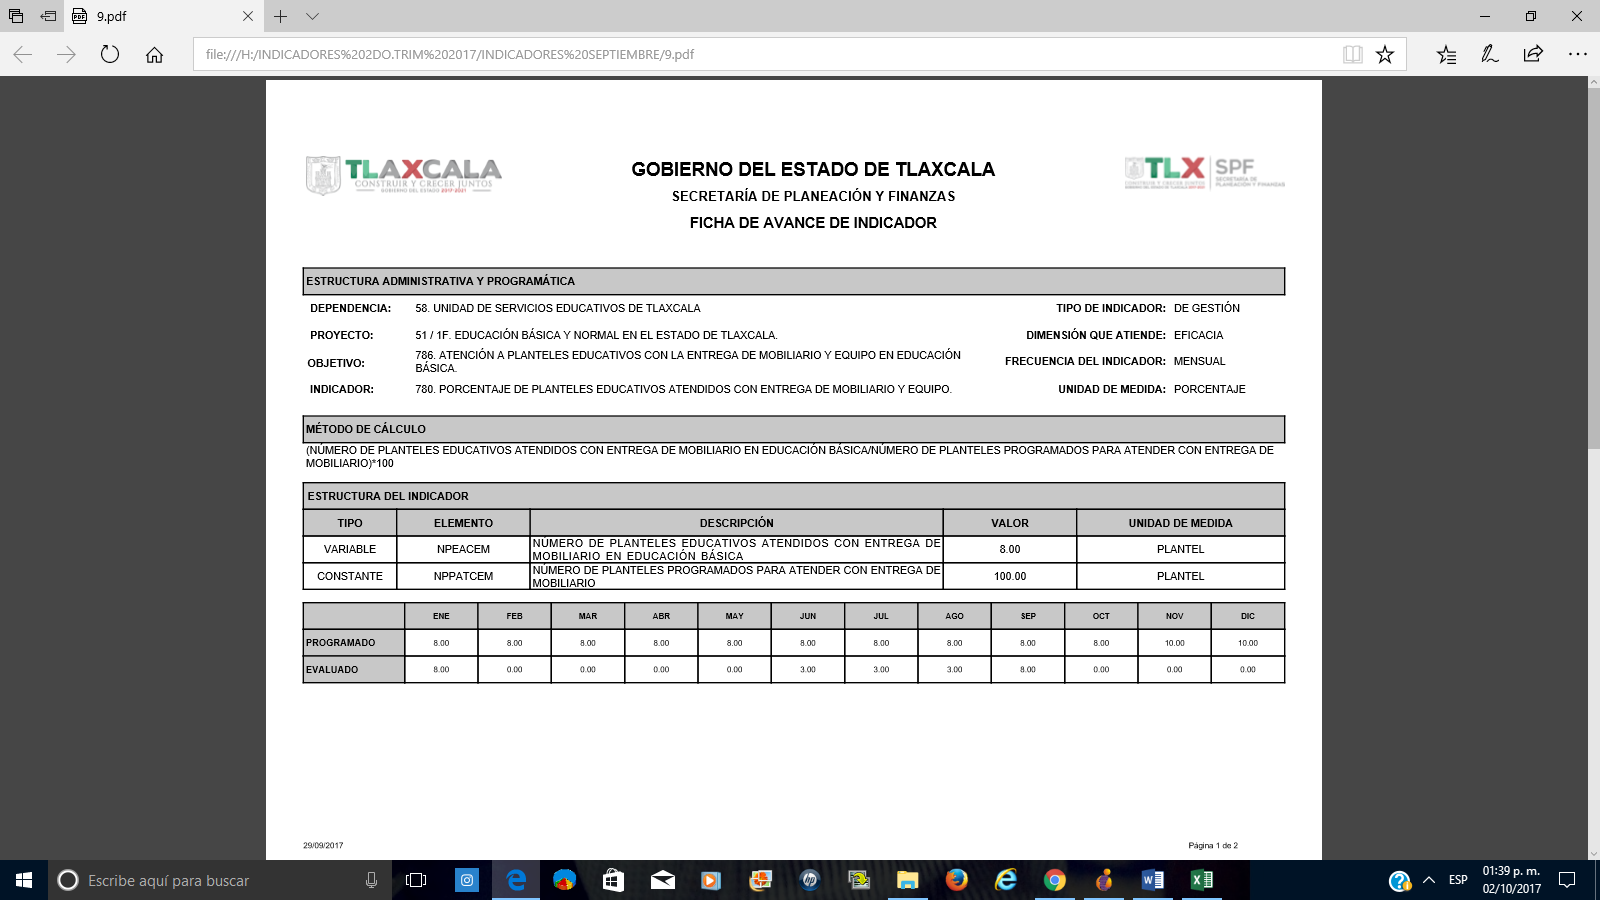 9.pdf
file:///H:/INDICADORES%202DO.TRIM%202017/INDICADORES%20SEPTIEMBRE/9.pdf
TLAXCALA
CONSTRUIR Y CRECER JUNTOS
GOBIERNO DEL ESTADO 2017-2021
GOBIERNO DEL ESTADO DE TLAXCALA
SECRETARÍA DE PLANEACIÓN Y FINANZAS
FICHA DE AVANCE DE INDICADOR
TLX SPF
CONSTRUIR Y CRECER JUNTOS
SECRETARÍA DE
PLANEACIÓN Y FINANZAS
ESTRUCTURA ADMINISTRATIVA Y PROGRAMÁTICA
DEPENDENCIA: 58. UNIDAD DE SERVICIOS EDUCATIVOS DE TLAXCALA TIPO DE INDICADOR: DE GESTIÓN
PROYECTO: 51 / 1F. EDUCACIÓN BÁSICA Y NORMAL EN EL ESTADO DE TLAXCALA. DIMENSIÓN QUE ATIENDE: EFICACIA
OBJETIVO: 786. ATENCIÓN A PLANTELES EDUCATIVOS CON LA ENTREGA DE MOBILIARIO Y EQUIPO EN EDUCACIÓN
BÁSICA.
FRECUENCIA DEL INDICADOR: MENSUAL
INDICADOR: 780. PORCENTAJE DE PLANTELES EDUCATIVOS ATENDIDOS CON ENTREGA DE MOBILIARIO Y EQUIPO. UNIDAD DE MEDIDA: PORCENTAJE
MÉTODO DE CÁLCULO
(NÚMERO DE PLANTELES EDUCATIVOS ATENDIDOS CON ENTREGA DE MOBILIARIO EN EDUCACIÓN BÁSICA/NÚMERO DE PLANTELES PROGRAMADOS PARA ATENDER CON ENTREGA DE
MOBILIARIO)*100
ESTRUCTURA DEL INDICADOR
TIPO ELEMENTO DESCRIPCIÓN VALOR UNIDAD DE MEDIDA
VARIABLE NPEACEM NÚMERO DE PLANTELES EDUCATIVOS ATENDIDOS CON ENTREGA DE
MOBILIARIO EN EDUCACIÓN BÁSICA
8.00 PLANTEL
CONSTANTE NPPATCEM NÚMERO DE PLANTELES PROGRAMADOS PARA ATENDER CON ENTREGA DE
MOBILIARIO
100.00 PLANTEL
ENE FEB MAR ABR MAY JUN JUL AGO SEP OCT NOV DIC
PROGRAMADO 8.00 8.00 8.00 8.00 8.00 8.00 8.00 8.00 8.00 8.00 10.00 10.00
EVALUADO 8.00 0.00 0.00 0.00 0.00 3.00 3.00 3.00 8.00 0.00 0.00 0.00
29/09/2017 Página 1 de 2
Escribe aquí para buscar
ESP
01:39 p. m.
02/10/2017